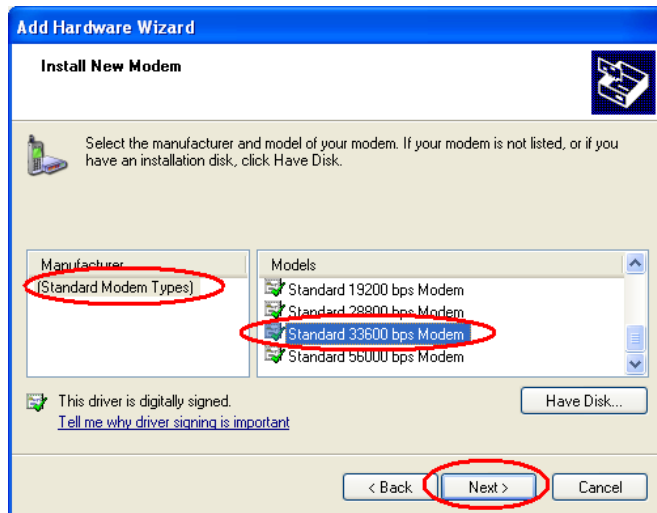 Add Hardware Wizard
Install New Modem
Select the manufacturer and model of your modem. If your modem is not listed, or if you
have an installation disk, click Have Disk.
Manufacturer
(Standard Modem Types)
Models
Standard 19200 bps Modem
Standard 28800 bps Modem
Standard 33600 bps Modem
Standard 56000 bps Modem
This driver is digitally signed.
Tell me why driver signing is important
Have Disk...
< Back
Next >
Cancel